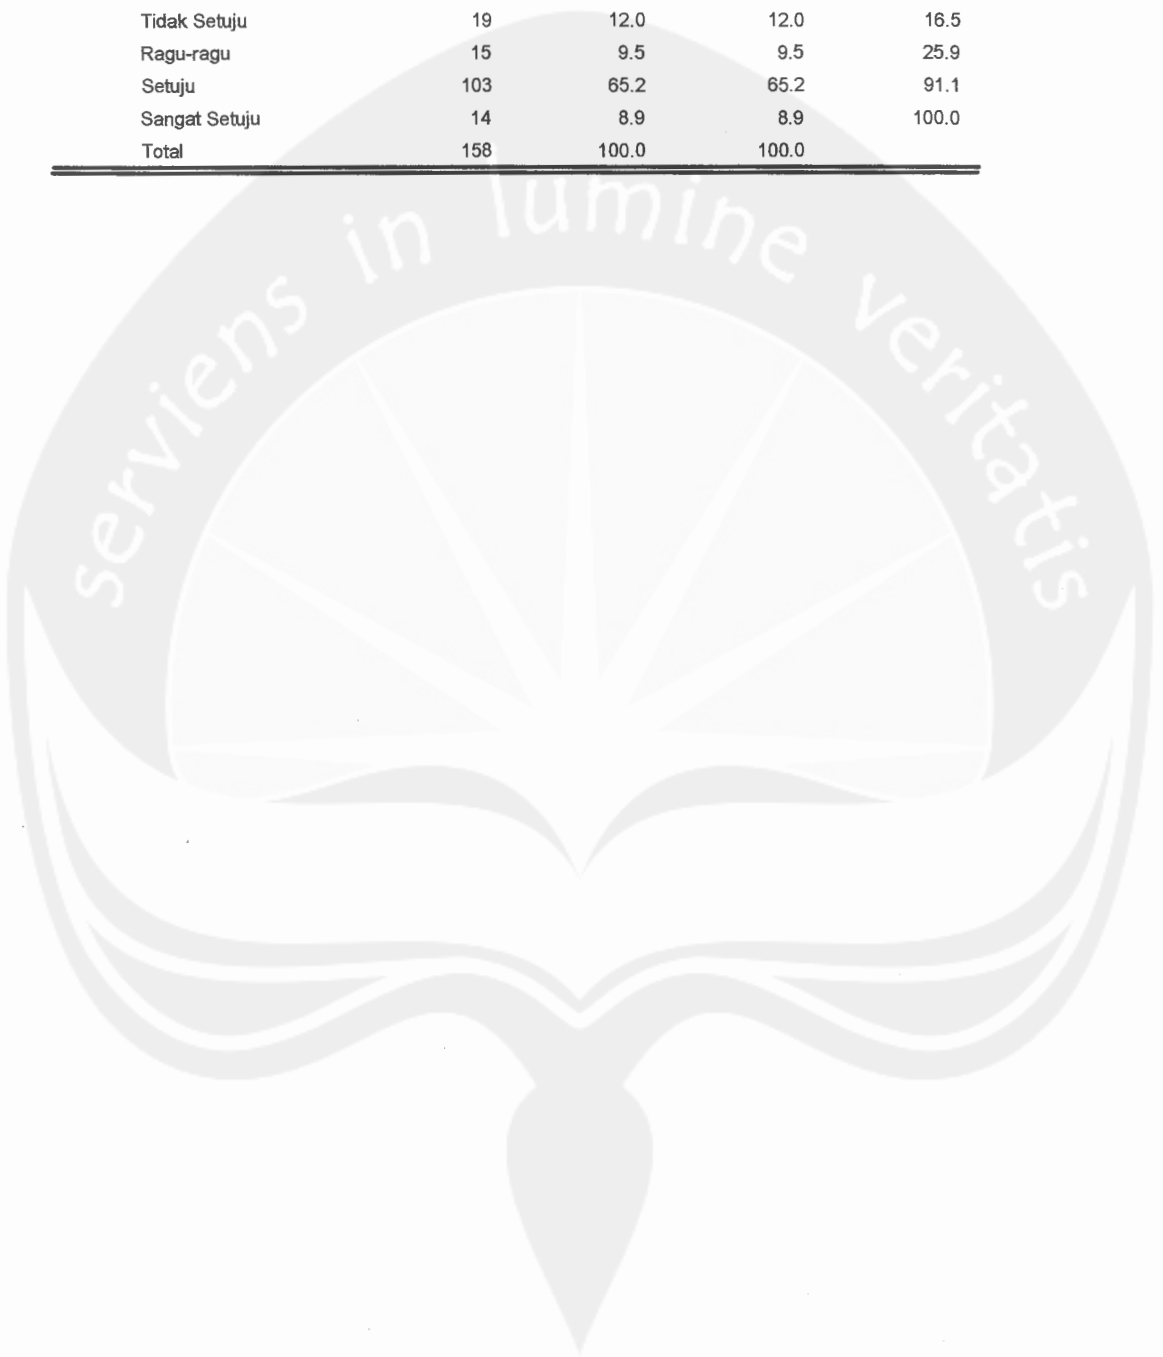 Tidak Setuju 19 12.0 12.0 16.5
Ragu-ragu 15 9.5 9.5 25.9
Setuju 103 65.2 65.2 91.1
Sangat Setuju 14 8.9 8.9 100.0
Total 158 100.0 100.0
serviens in lumine veritatis